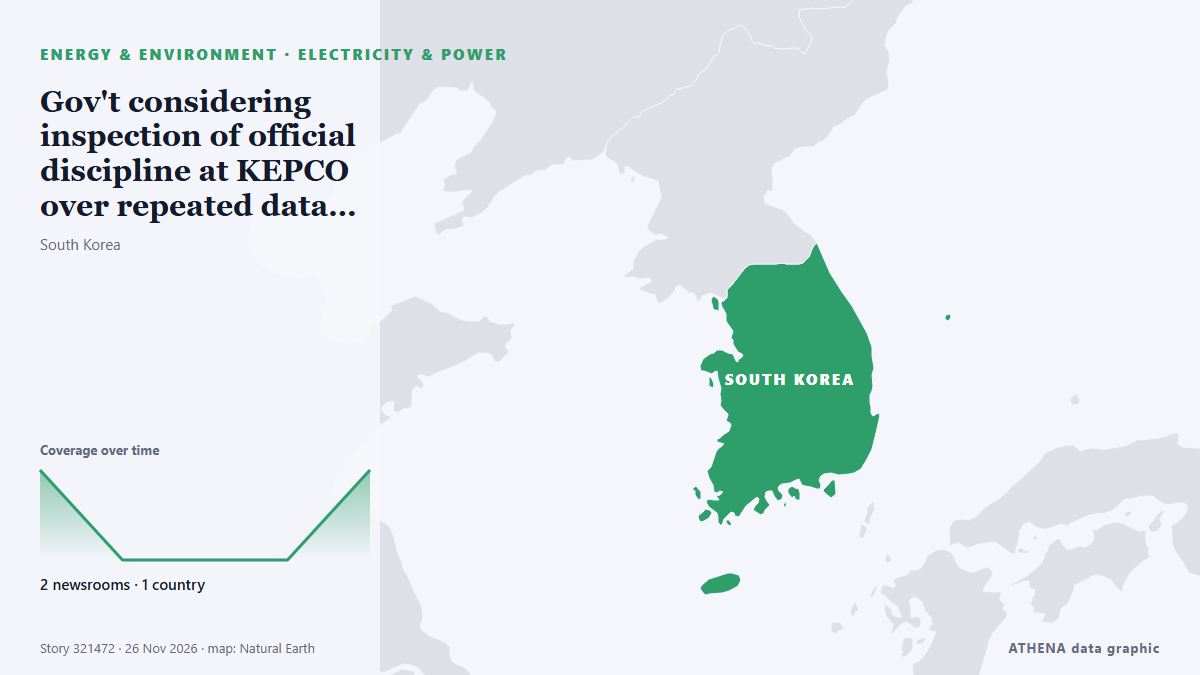 ENERGY & ENVIRONMENT · ELECTRICITY & POWER
Gov't considering
inspection of official
discipline at KEPCO
over repeated data...
South Korea
SOUTH KOREA
Coverage over time
2 newsrooms · 1 country
Story 321472 · 26 Nov 2026 · map: Natural Earth
ATHENA data graphic